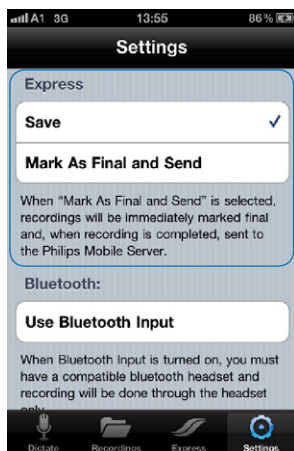 A1 3G 13:55 86%
Settings
Express
Save
Mark As Final and Send
When "Mark As Final and Send" is selected,
recordings will be immediately marked final
and, when recording is completed, sent to
the Philips Mobile Server.
Bluetooth:
Use Bluetooth Input
When Bluetooth Input is turned on, you must
have a compatible bluetooth headset and
recording will be done through the headset
only.
Dictate Recordings Express Settings